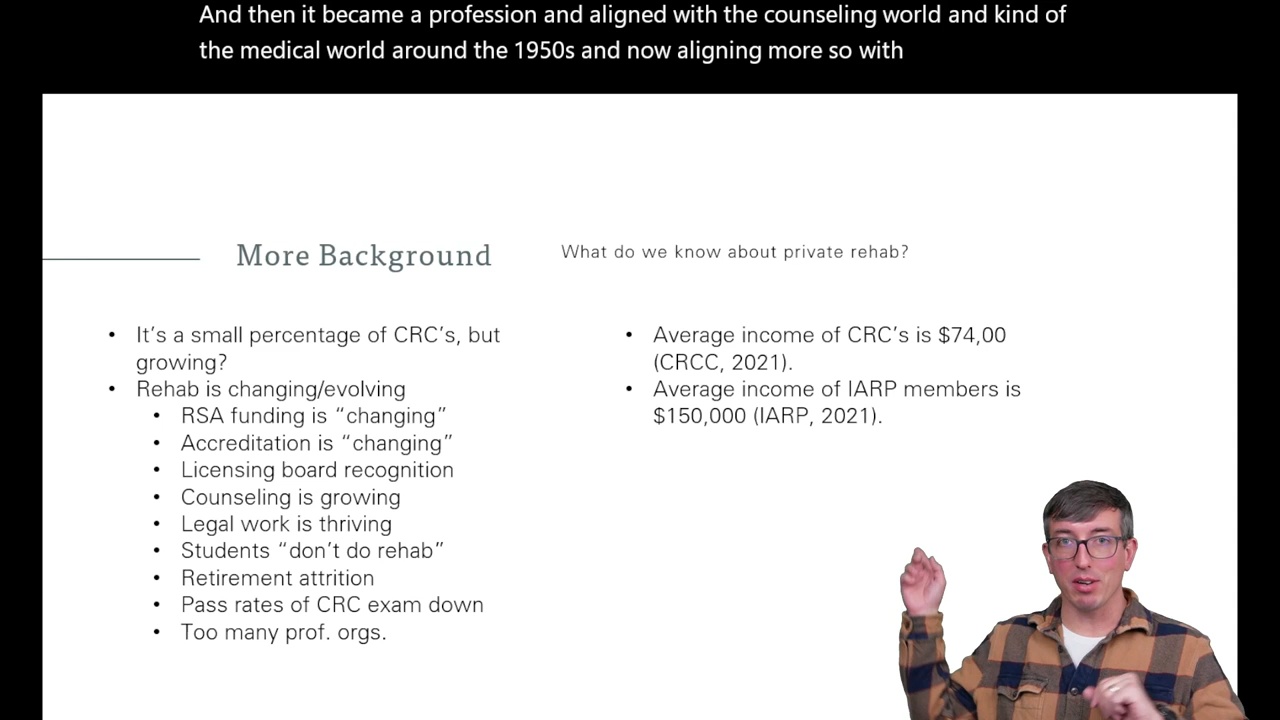 And then it became a profession and aligned with the counseling world and kind of
the medical world around the 1950s and now aligning more so with
More Background
What do we know about private rehab?
• It’s a small percentage of CRC’s, but
growing?
• Rehab is changing/evolving
• RSA funding is “changing”
• Accreditation is “changing”
• Licensing board recognition
• Counseling is growing
• Legal work is thriving
• Students “don’t do rehab”
• Retirement attrition
• Pass rates of CRC exam down
• Too many prof. orgs.
• Average income of CRC’s is $74,00
(CRCC, 2021).
• Average income of IARP members is
$150,000 (IARP, 2021).